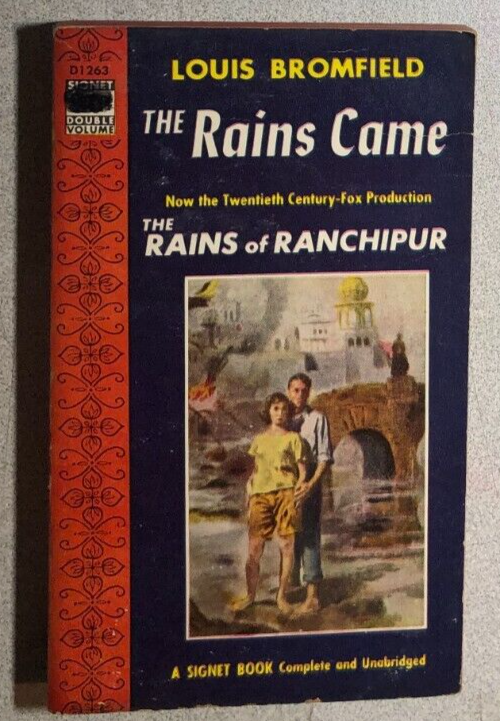 D1263
SIGNET
DOUBLE
VOLUME
LOUIS BROMFIELD
THE Rains Came
Now the Twentieth Century-Fox Production
THE
RAINS of RANCHIPUR
A SIGNET BOOK Complete and Unabridged